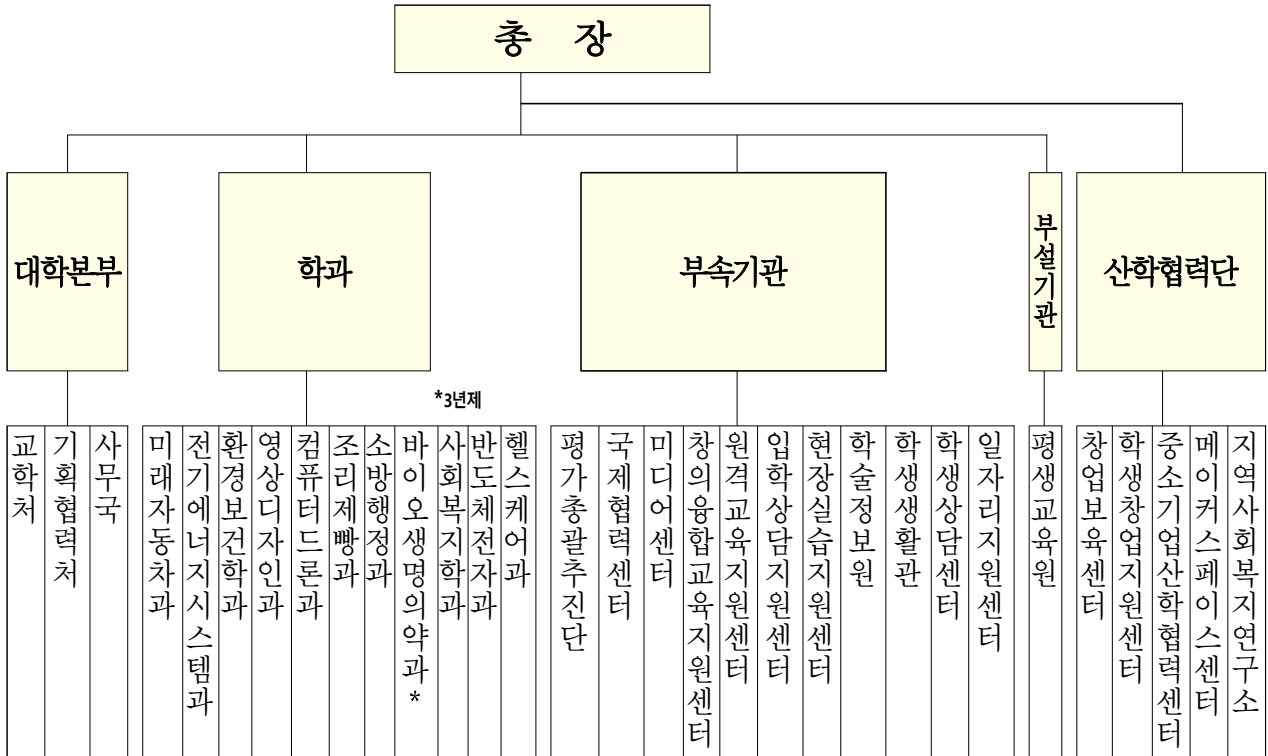 총 장
대학본부
학과
부속기관
부설기관
산학협력단
*3년제
교학처
기획협력처
사무국
미래자동차과
전기에너지시스템과
환경보건학과
영상디자인과
컴퓨터드론과
조리제빵과
소방행정과
바이오생명의약과*
사회복지학과
반도체전자과
헬스케어과
평가총괄추진단
국제협력센터
미디어센터
창의융합교육지원센터
원격교육지원센터
입학상담지원센터
현장실습지원센터
학술정보원
학생생활관
학생상담센터
일자리지원센터
평생교육원
창업보육센터
학생창업지원센터
중소기업산학협력센터
메이커스페이스센터
지역사회복지연구소